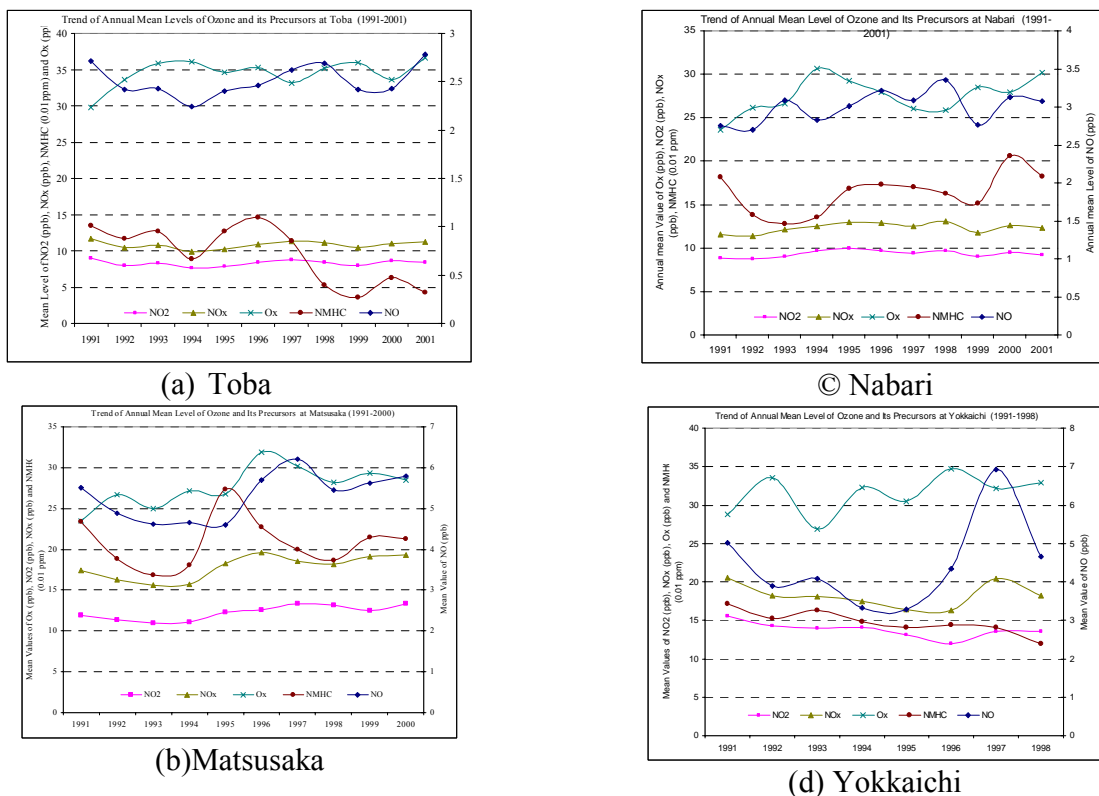 Trend of Annual Mean Levels of Ozone and its Precursors at Toba (1991-2001)
Mean Level of NO2 (ppb), NOx (ppb), NMHC (0.01ppm) and Ox (pp
40
35
30
25
20
15
10
5
0
3
2.5
2
1.5
1
0.5
0
NO2 NOx Ox NMHC NO
1991 1992 1993 1994 1995 1996 1997 1998 1999 2000 2001
(a) Toba
Trend of Annual Mean Level of Ozone and Its Precursors at Nabari (1991-
2001)
Annual mean Value of Ox (ppb), NO2 (ppb), NOx
(ppb), NMHC (0.01 ppm)
35
30
25
20
15
10
5
0
4
3.5
3
2.5
2
1.5
1
0.5
0
Annual mean Level of NO (ppb)
NO2 NOx Ox NMHC NO
1991 1992 1993 1994 1995 1996 1997 1998 1999 2000 2001
© Nabari
Trend of Annual Mean Level of Ozone and Its Precursors at Matsusaka (1991-2000)
Mean Values of Ox (ppb), NO2 (ppb), NOx (ppb) and NMH
(0.01 ppm)
35
30
25
20
15
10
5
0
7
6
5
4
3
2
1
0
Mean Value of NO (ppb)
NO2 NOx Ox NMHC NO
1991 1992 1993 1994 1995 1996 1997 1998 1999 2000
(b)Matsusaka
Trend of Annual Mean Level of Ozone and Its Precursors at Yokkaichi (1991-1998)
Mean Values of NO2 (ppb), NOx (ppb), Ox (ppb) and NMH
(0.01 ppm)
40
35
30
25
20
15
10
5
0
8
7
6
5
4
3
2
1
0
Mean Value of NO (ppb)
NO2 NOx Ox NMHC NO
1991 1992 1993 1994 1995 1996 1997 1998
(d) Yokkaichi